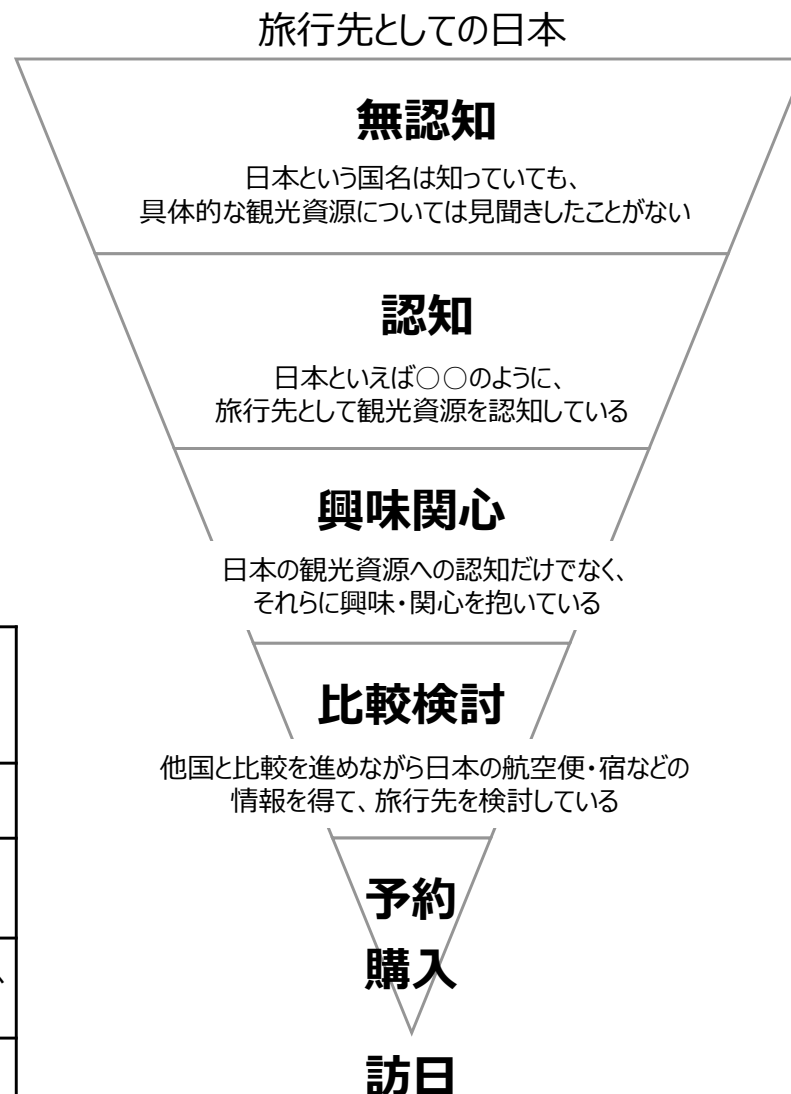 旅行先としての日本
無認知
日本という国名は知っていても、
具体的な観光資源については見聞きしたことがない
認知
日本といえば○○のように、
旅行先として観光資源を認知している
興味関心
日本の観光資源への認知だけでなく、
それらに興味・関心を抱いている
比較検討
他国と比較を進めながら日本の航空便・宿などの
情報を得て、旅行先を検討している
予約
購入
訪日